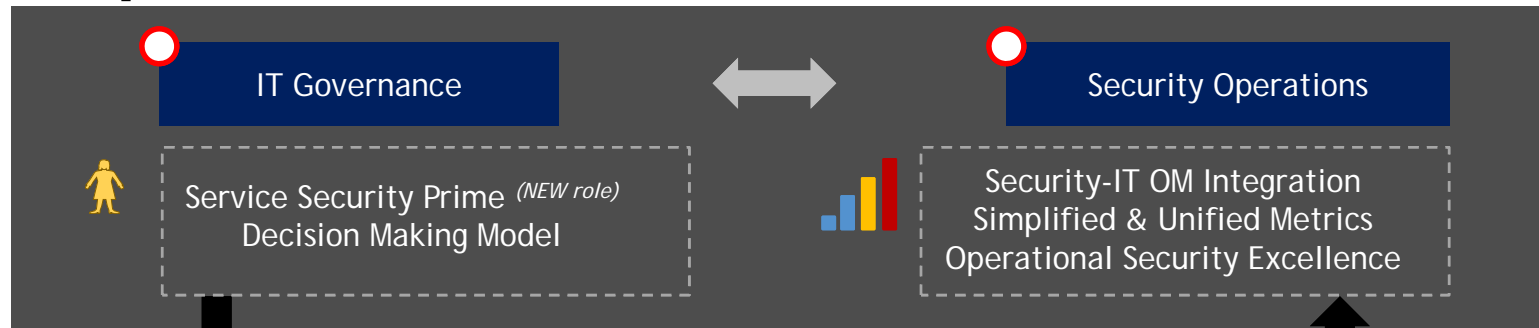 IT Governance
Security Operations
Service Security Prime (NEW role)
Decision Making Model
Security-IT OM Integration
Simplified & Unified Metrics
Operational Security Excellence